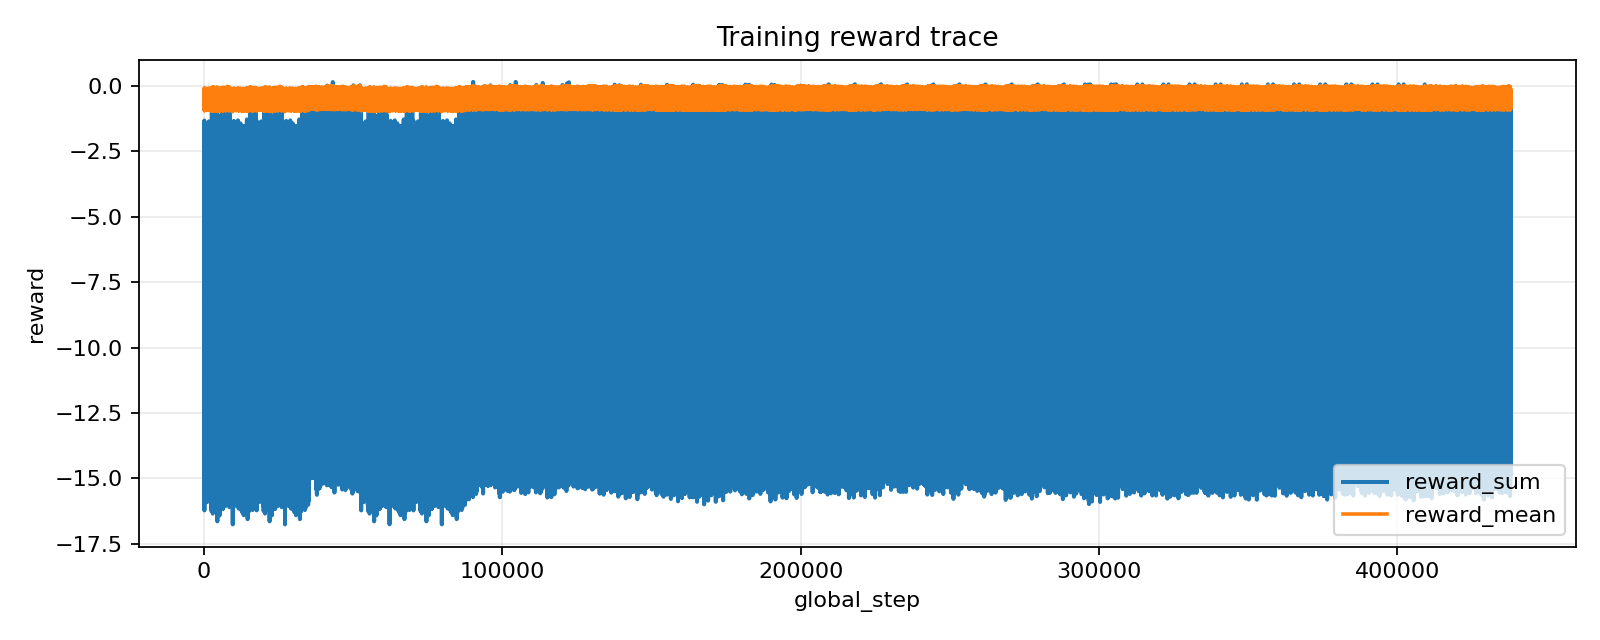 Training reward trace
0.0
−2.5
−5.0
−7.5
−10.0
−12.5
−15.0
−17.5
reward
reward_sum
reward_mean
0
100000
200000
300000
400000
global_step